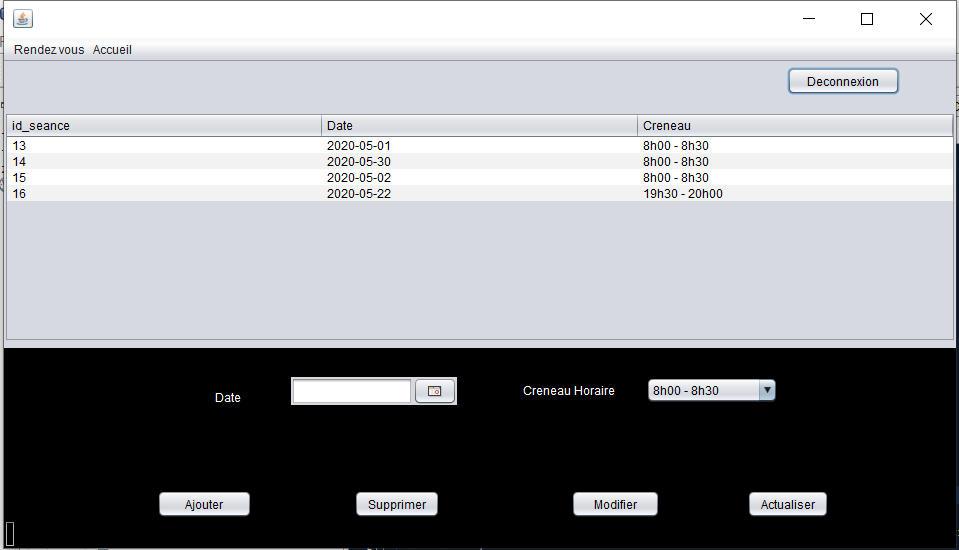 Rendez vous Accueil
Deconnexion
id_seance Date Creneau
13 2020-05-01 8h00 - 8h30
14 2020-05-30 8h00 - 8h30
15 2020-05-02 8h00 - 8h30
16 2020-05-22 19h30 - 20h00
Date Creneau Horaire 8h00 - 8h30
Ajouter Supprimer Modifier Actualiser